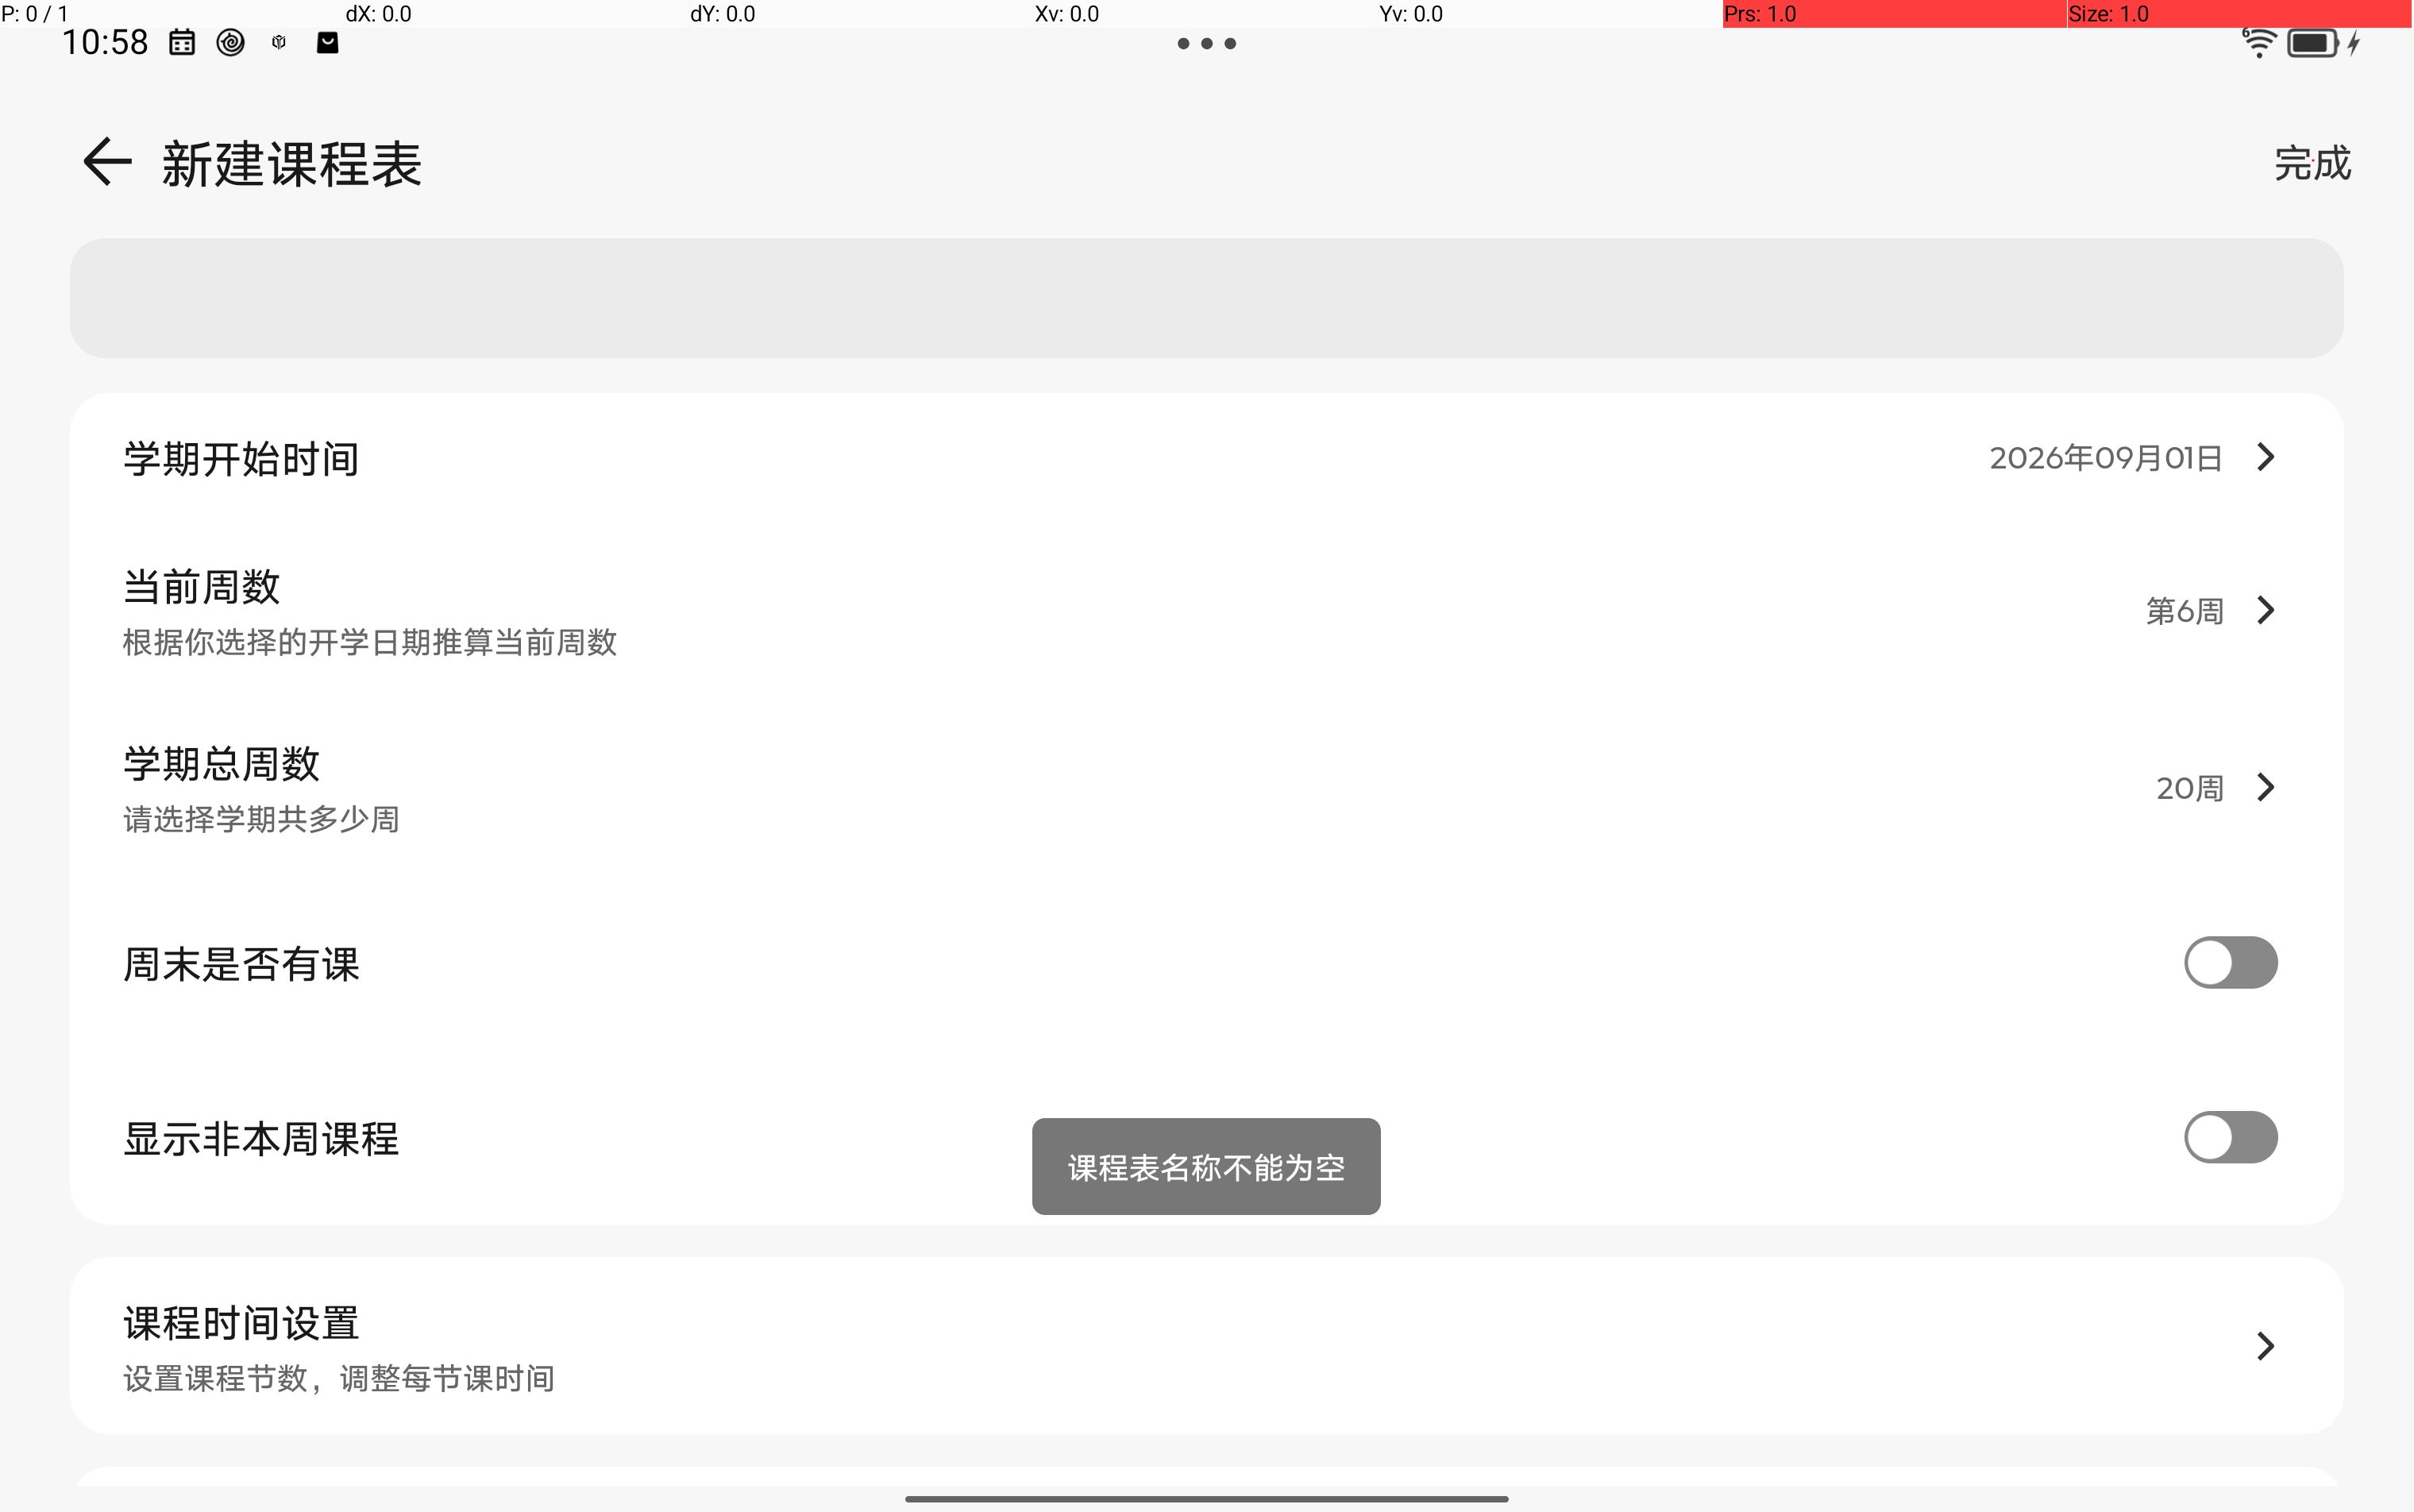 P: 0 / 1 dX: 0.0 dY: 0.0 Xv: 0.0 Yv: 0.0 Prs: 1.0 Size: 1.0
10:58 6
新建课程表 完成
学期开始时间 2026年09月01日
当前周数 第6周
根据你选择的开学日期推算当前周数
学期总周数 20周
请选择学期共多少周
周末是否有课
显示非本周课程
课程表名称不能为空
课程时间设置
设置课程节数，调整每节课时间